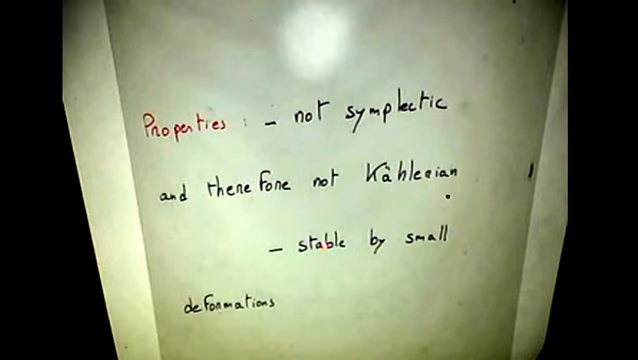 Properties : - not symplectic
and therefore not Kählerian
- stable by small
deformations